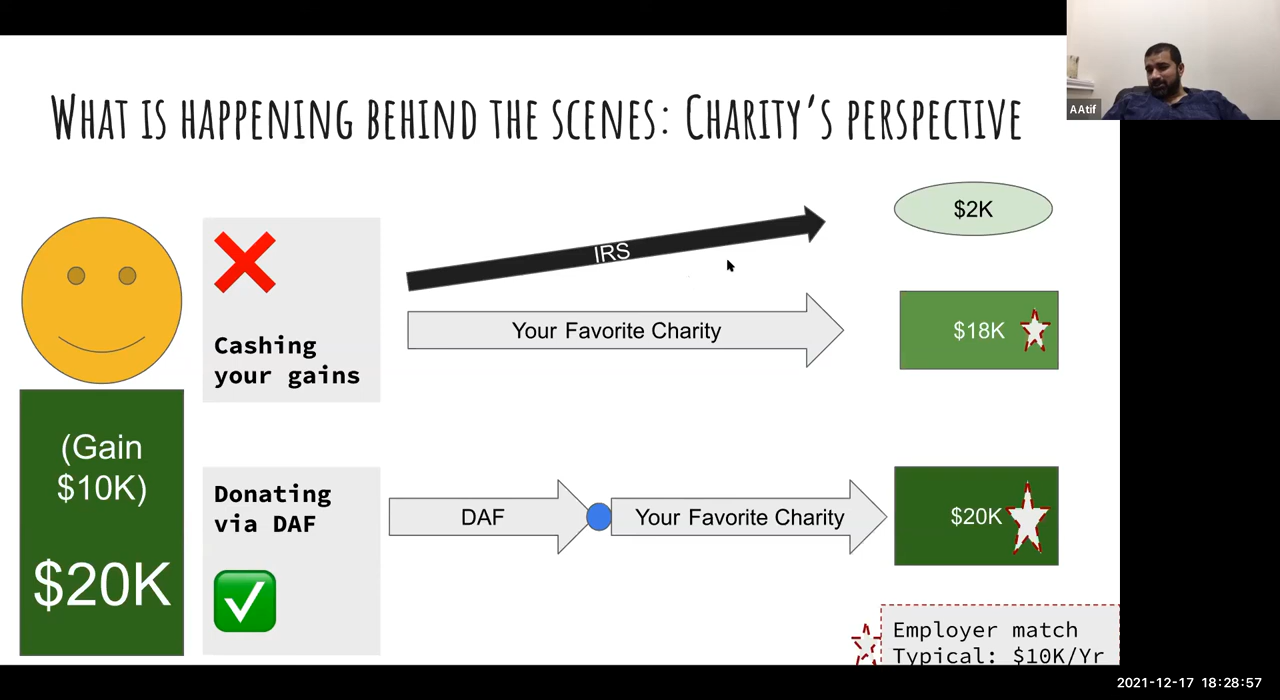 AAtif
What is happening behind the scenes: Charity's perspective
$2K
IRS
Your Favorite Charity
$18K
Cashing
your gains
(Gain
$10K)
$20K
Donating
via DAF
DAF
Your Favorite Charity
$20K
Employer match
Typical: $10K/Yr
2021-12-17 18:28:57